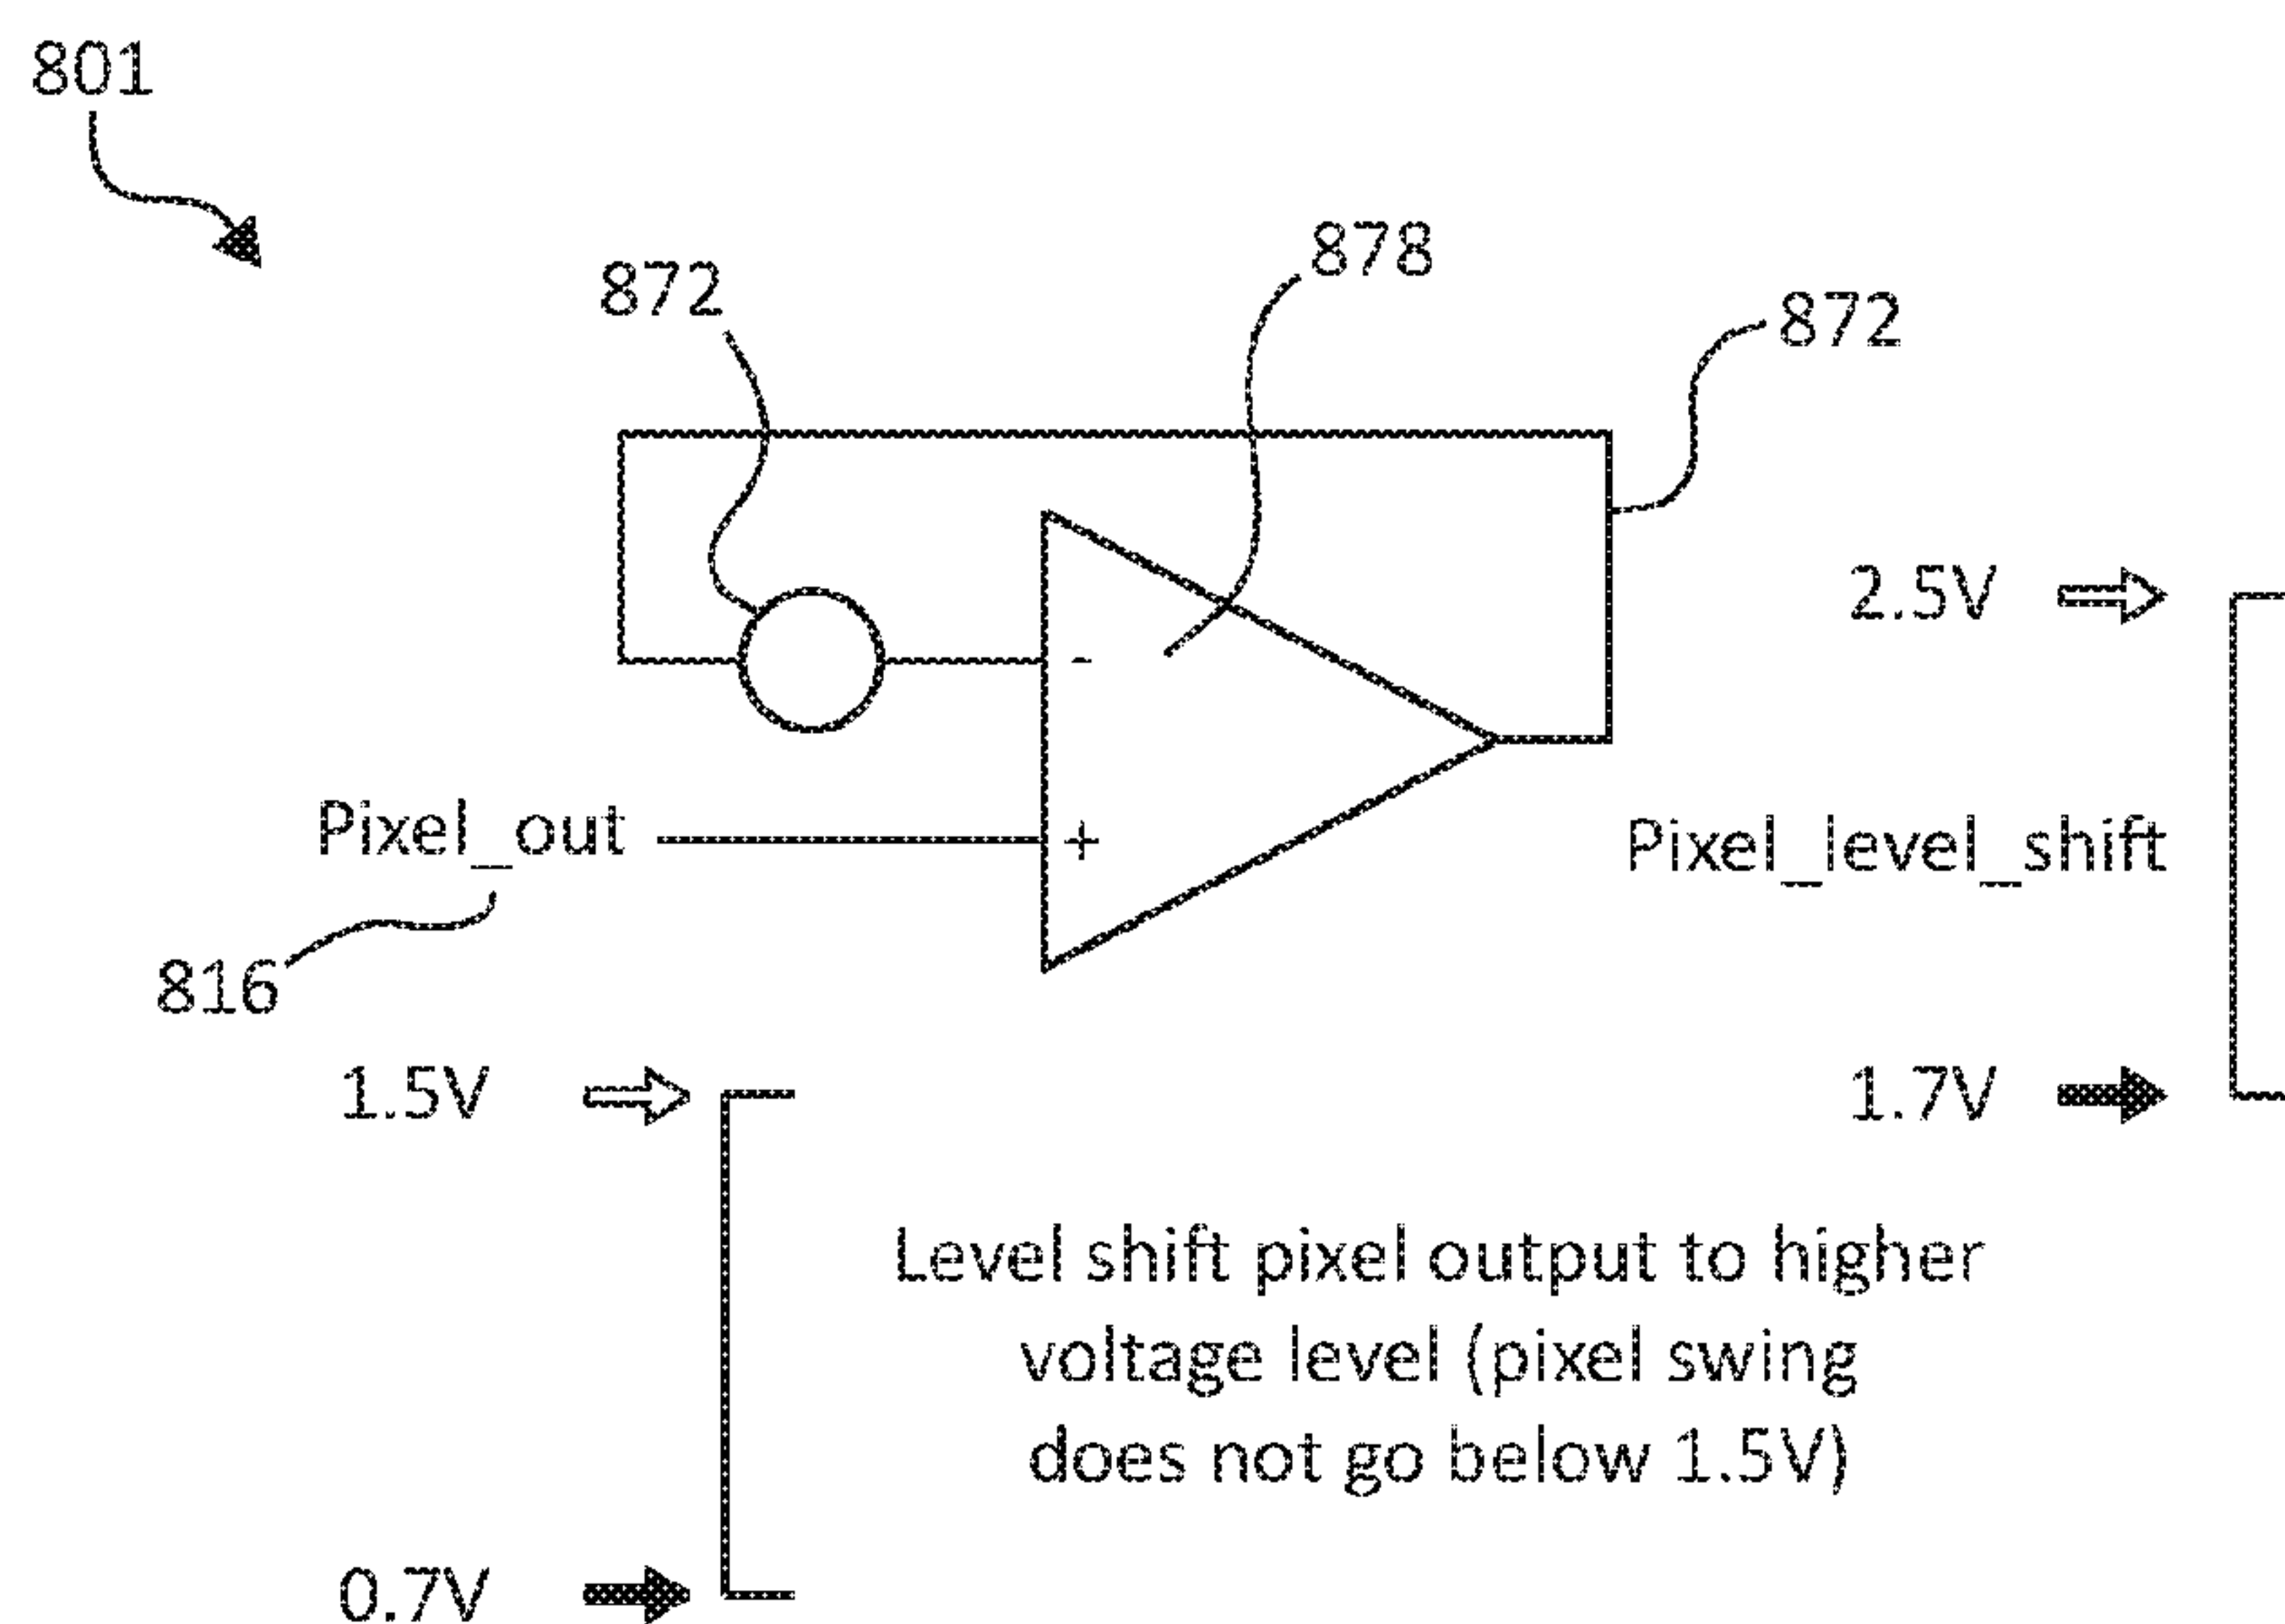 801
872
878
872
-
2.5V
Pixel_out
+
Pixel_level_shift
816
1.5V
1.7V
Level shift pixel output to higher
voltage level (pixel swing
does not go below 1.5V)
0.7V